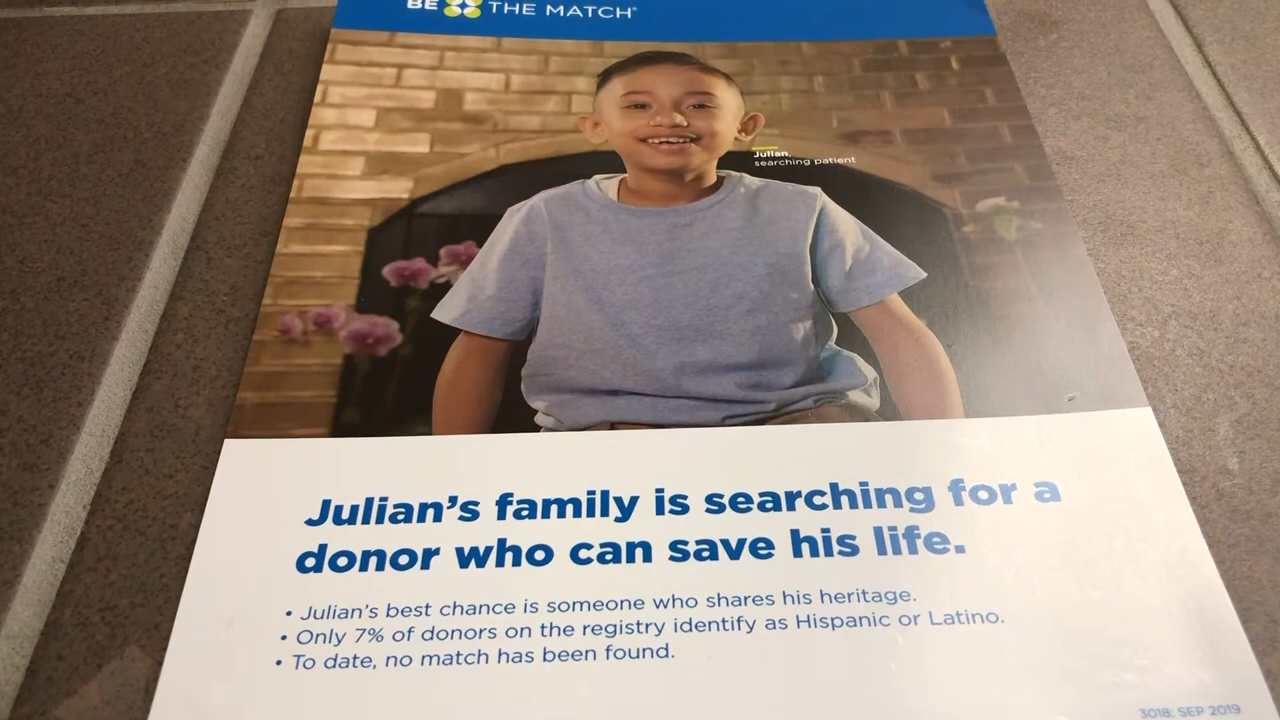 BE THE MATCH®
Julian,
searching patient
Julian's family is searching for a
donor who can save his life.
• Julian's best chance is someone who shares his heritage.
• Only 7% of donors on the registry identify as Hispanic or Latino.
• To date, no match has been found.
3018; SEP 2019